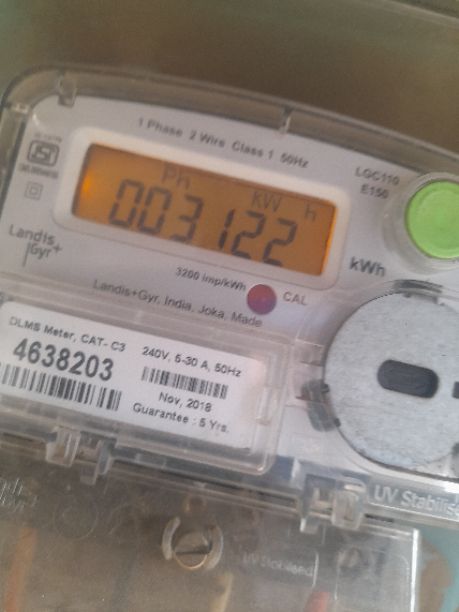 1 Phase 2 Wire Class 1 50Hz
LGC110
E150
Ph kW h
003122
kWh
Landis
Gyr+
3200 imp/kWh
CAL
Landis+Gyr, India, Joka, Made
DLMS Meter, CAT- C3
4638203
240V, 5-30 A, 50Hz
Nov, 2018
Guarantee : 5 Yrs.
UV Stabilised